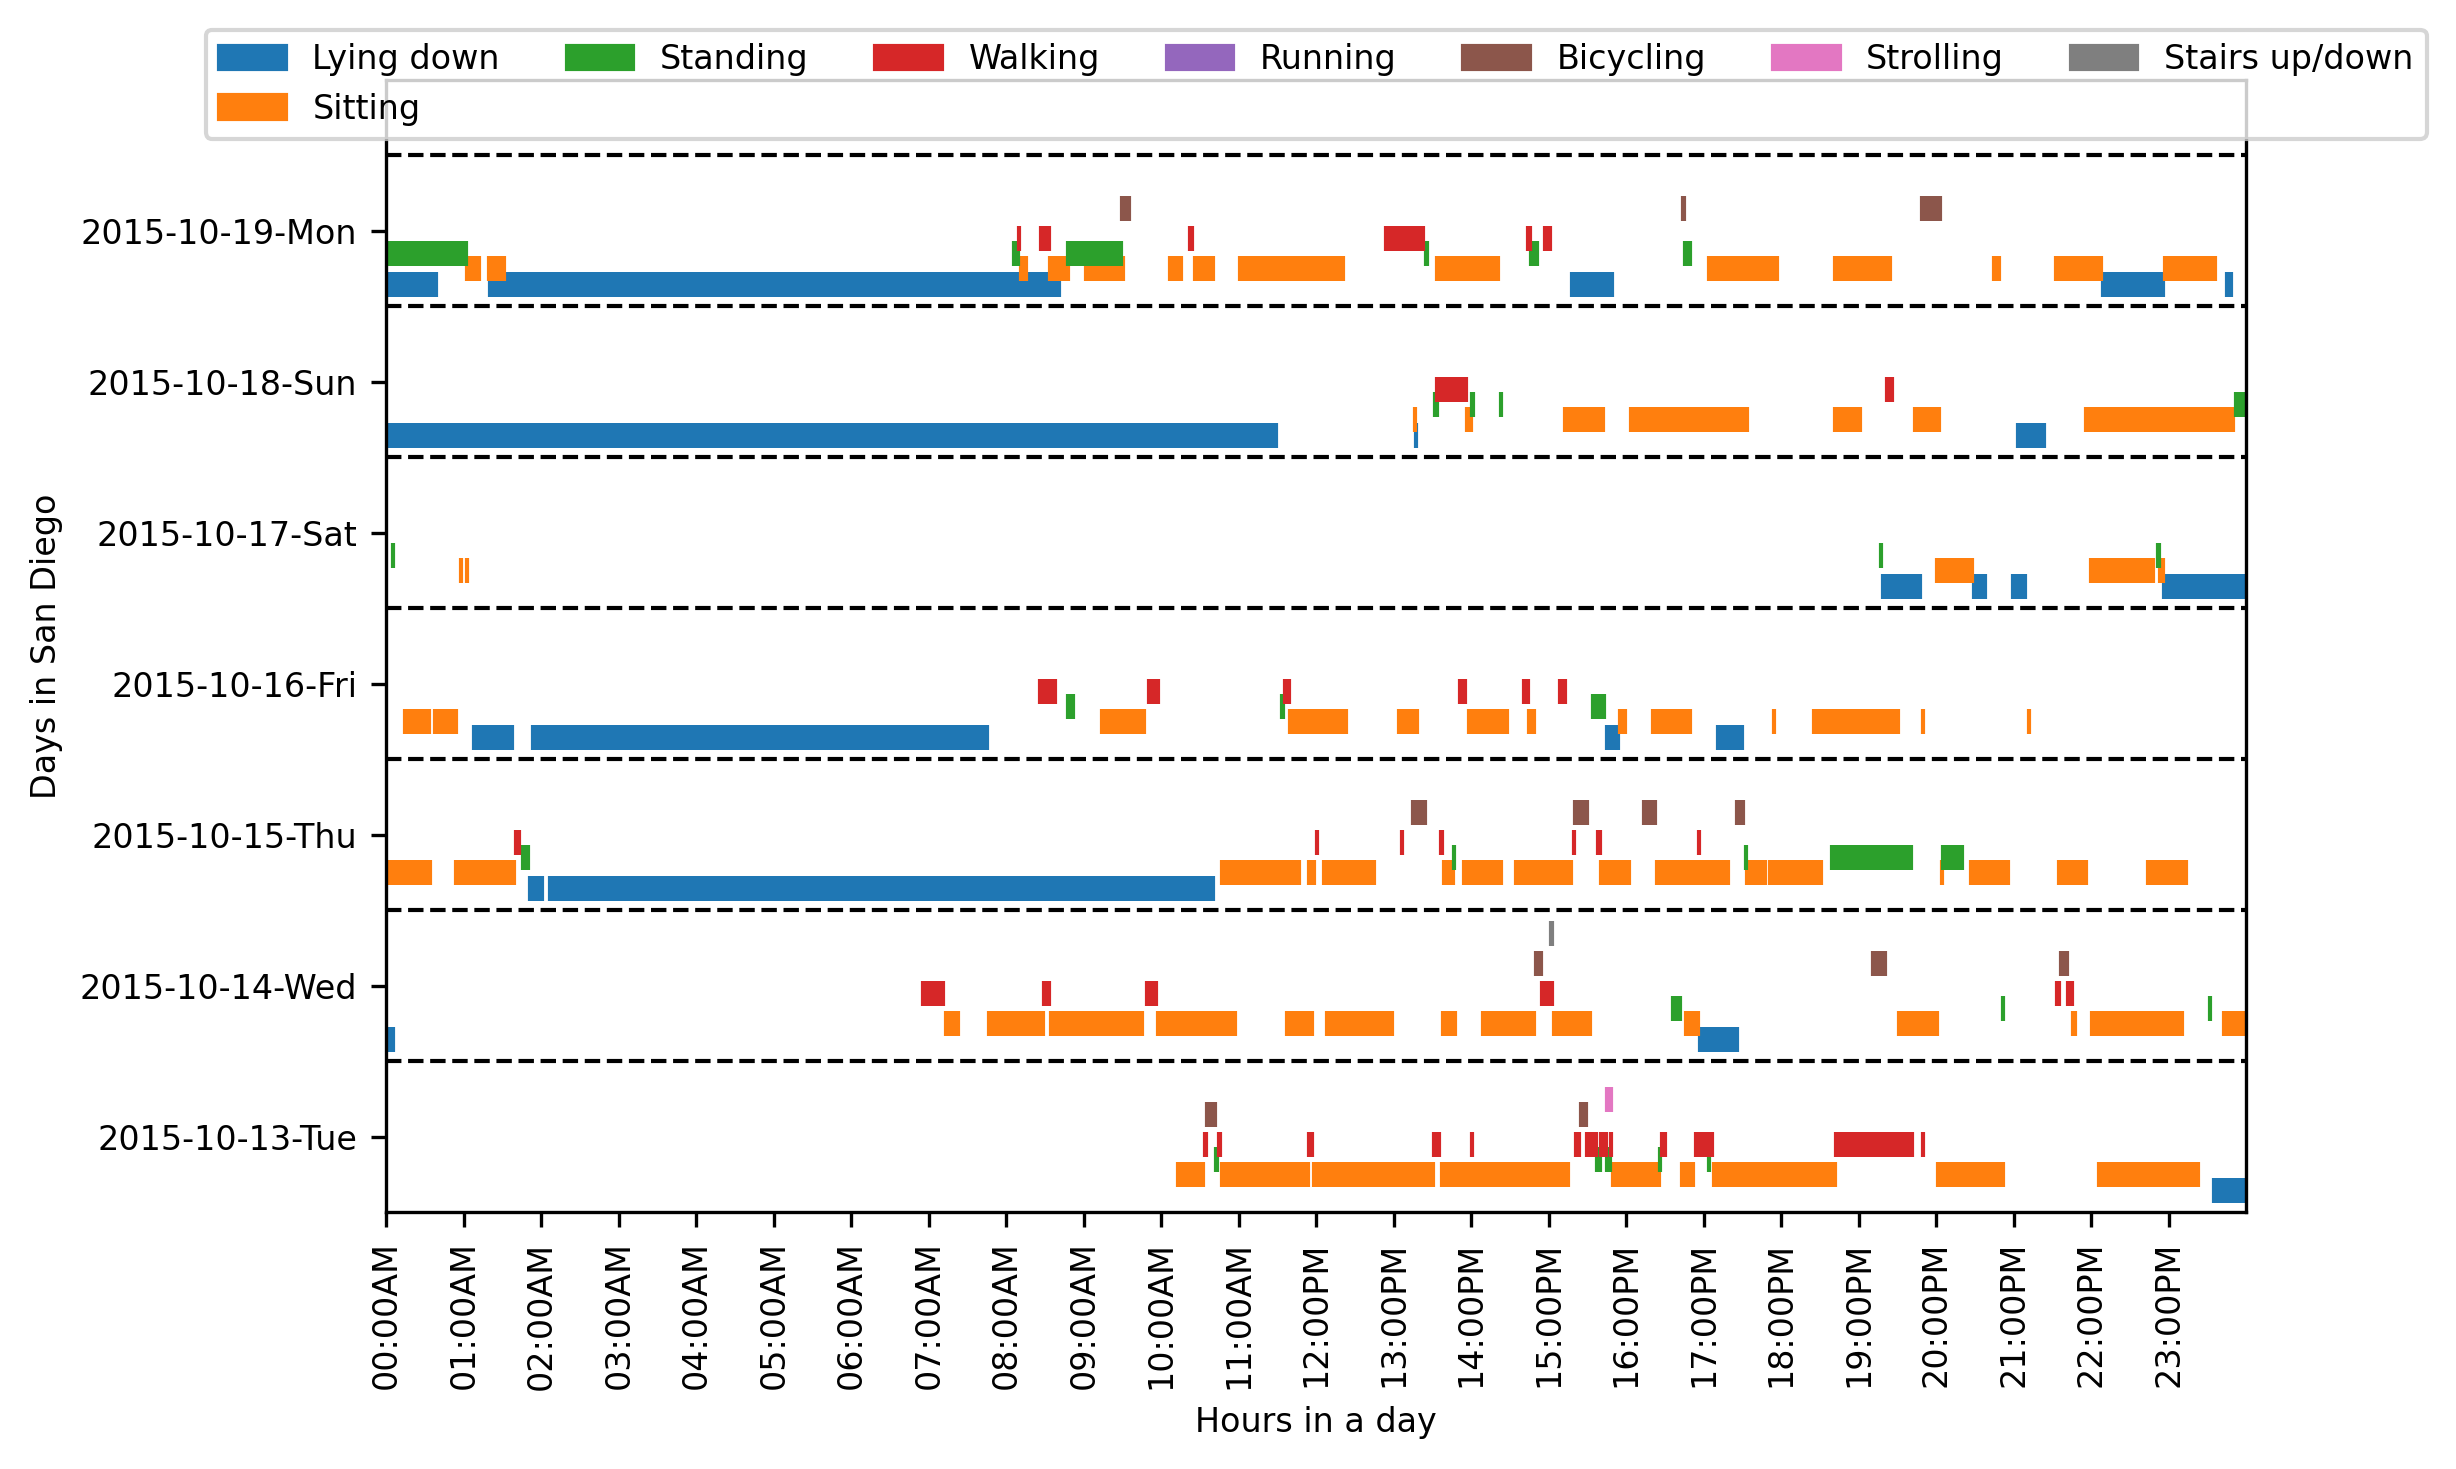 Lying down Standing Walking Running Bicycling Strolling Stairs up/down
Sitting
2015-10-19-Mon
2015-10-18-Sun
2015-10-17-Sat
2015-10-16-Fri
2015-10-15-Thu
2015-10-14-Wed
2015-10-13-Tue
Days in San Diego
00:00AM
01:00AM
02:00AM
03:00AM
04:00AM
05:00AM
06:00AM
07:00AM
08:00AM
09:00AM
10:00AM
11:00AM
12:00PM
13:00PM
14:00PM
15:00PM
16:00PM
17:00PM
18:00PM
19:00PM
20:00PM
21:00PM
22:00PM
23:00PM
Hours in a day